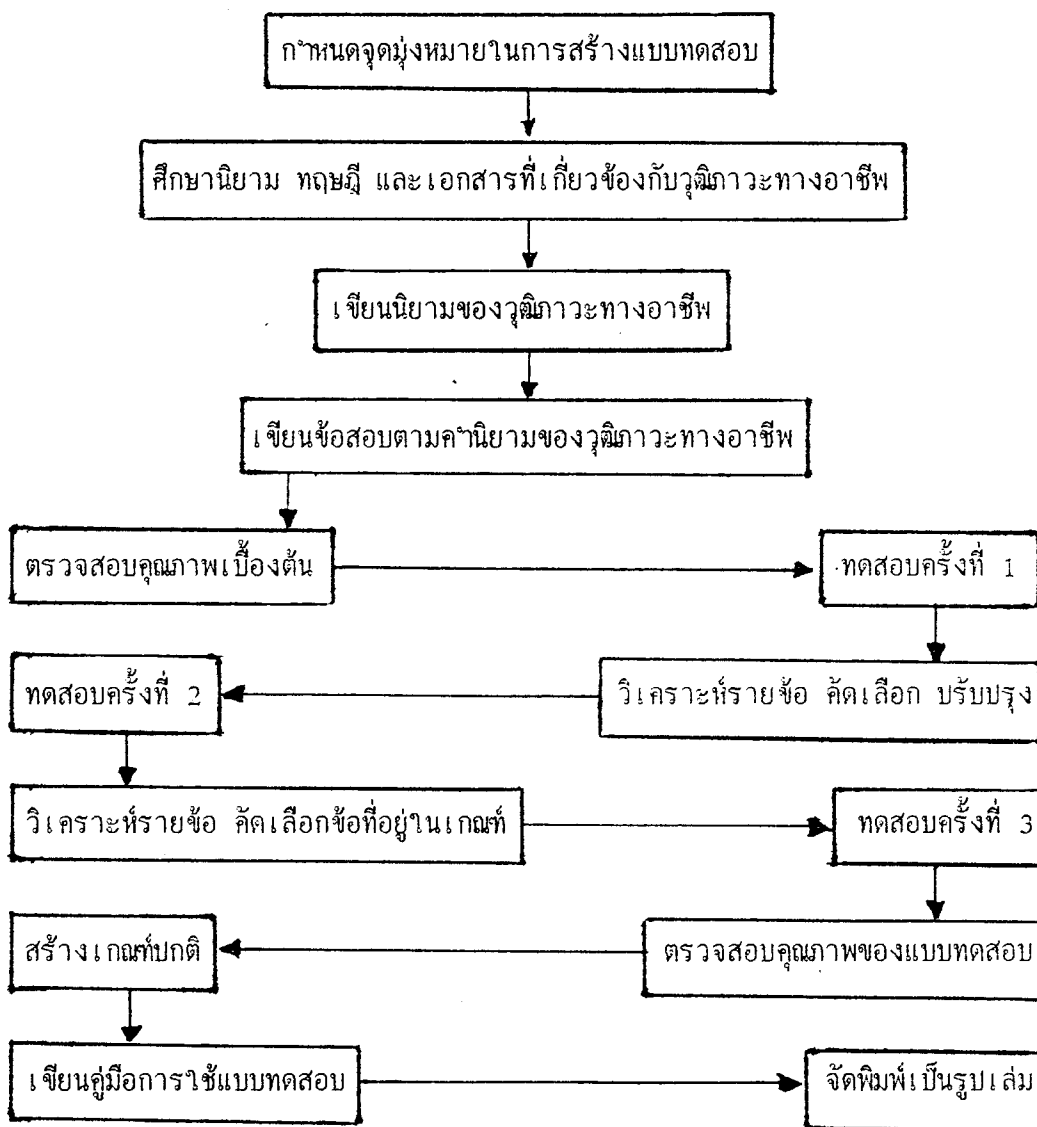 กำหนดจุดมุ่งหมายในการสร้างแบบทดสอบ
ศึกษานิยาม ทฤษฎี และเอกสารที่เกี่ยวข้องกับวุฒิภาวะทางอาชีพ
เขียนนิยามของวุฒิภาวะทางอาชีพ
เขียนข้อสอบตามคำนิยามของวุฒิภาวะทางอาชีพ
ตรวจสอบคุณภาพเบื้องต้น
ทดสอบครั้งที่ 1
วิเคราะห์รายข้อ คัดเลือก ปรับปรุง
ทดสอบครั้งที่ 2
วิเคราะห์รายข้อ คัดเลือกข้อที่อยู่ในเกณฑ์
ทดสอบครั้งที่ 3
ตรวจสอบคุณภาพของแบบทดสอบ
สร้างเกณฑ์ปกติ
เขียนคู่มือการใช้แบบทดสอบ
จัดพิมพ์เป็นรูปเล่ม